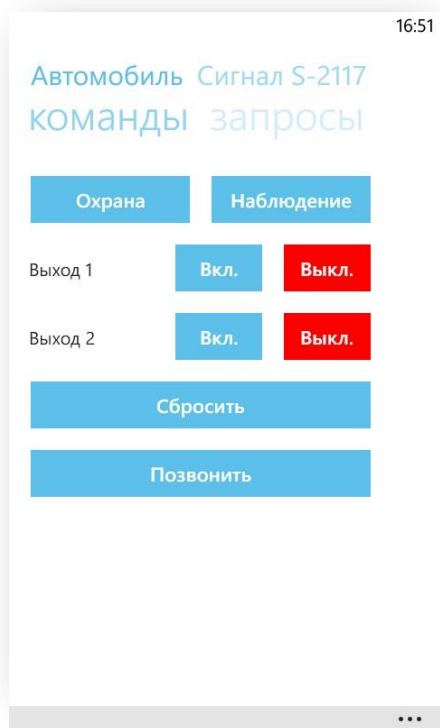 16:51
Автомобиль Сигнал S-2117
команды запросы
Охрана Наблюдение
Выход 1 Вкл. Выкл.
Выход 2 Вкл. Выкл.
Сбросить
Позвонить